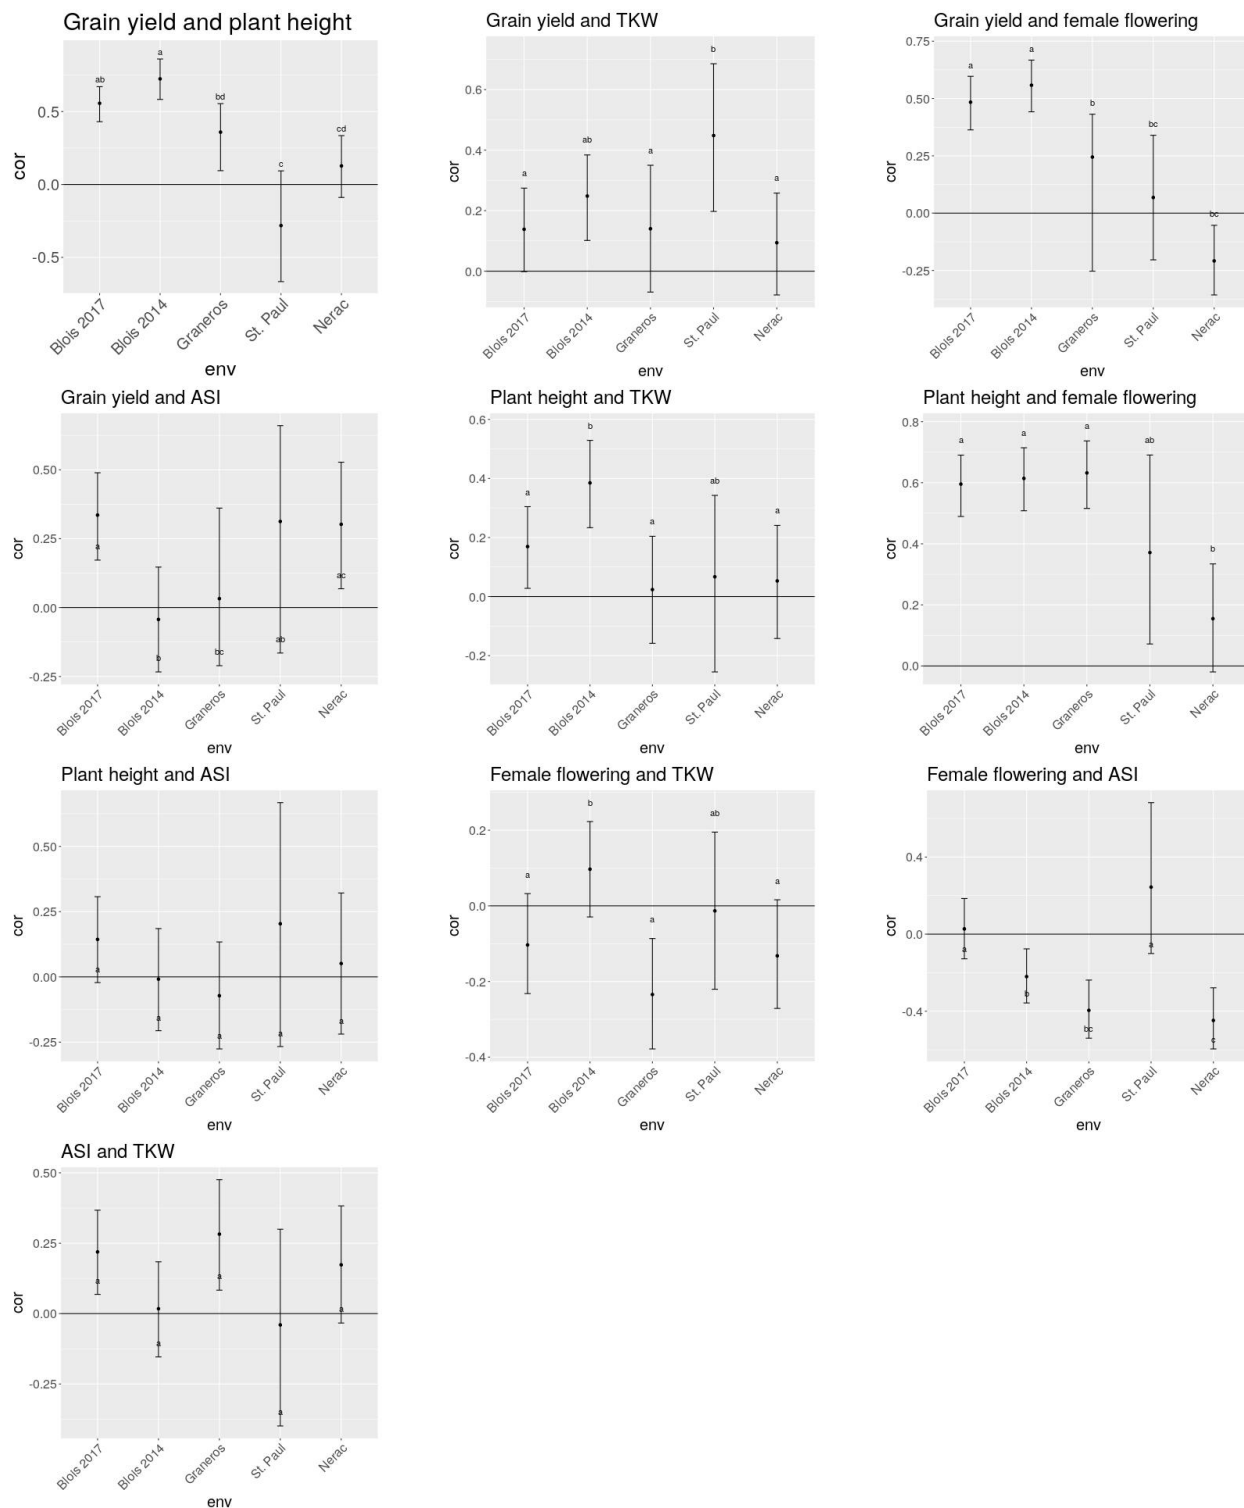 Grain yield and plant height
ab
a
bd
c
cd
0.5
0.0
-0.5
cor
Blois 2017
Blois 2014
Graneros
St. Paul
Nerac
env
Grain yield and TKW
a
ab
a
b
a
0.6
0.4
0.2
0.0
cor
Blois 2017
Blois 2014
Graneros
St. Paul
Nerac
env
Grain yield and female flowering
a
a
b
bc
bc
0.75
0.50
0.25
0.00
-0.25
cor
Blois 2017
Blois 2014
Graneros
St. Paul
Nerac
env
Grain yield and ASI
a
b
bc
ab
ac
0.50
0.25
0.00
-0.25
cor
Blois 2017
Blois 2014
Graneros
St. Paul
Nerac
env
Plant height and TKW
a
b
a
ab
a
0.6
0.4
0.2
0.0
-0.2
cor
Blois 2017
Blois 2014
Graneros
St. Paul
Nerac
env
Plant height and female flowering
a
a
a
ab
b
0.8
0.6
0.4
0.2
0.0
cor
Blois 2017
Blois 2014
Graneros
St. Paul
Nerac
env
Plant height and ASI
a
a
a
a
a
0.50
0.25
0.00
-0.25
cor
Blois 2017
Blois 2014
Graneros
St. Paul
Nerac
env
Female flowering and TKW
a
b
a
ab
a
0.2
0.0
-0.2
-0.4
cor
Blois 2017
Blois 2014
Graneros
St. Paul
Nerac
env
Female flowering and ASI
a
b
bc
a
c
0.4
0.0
-0.4
cor
Blois 2017
Blois 2014
Graneros
St. Paul
Nerac
env
ASI and TKW
a
a
a
a
a
0.50
0.25
0.00
-0.25
cor
Blois 2017
Blois 2014
Graneros
St. Paul
Nerac
env